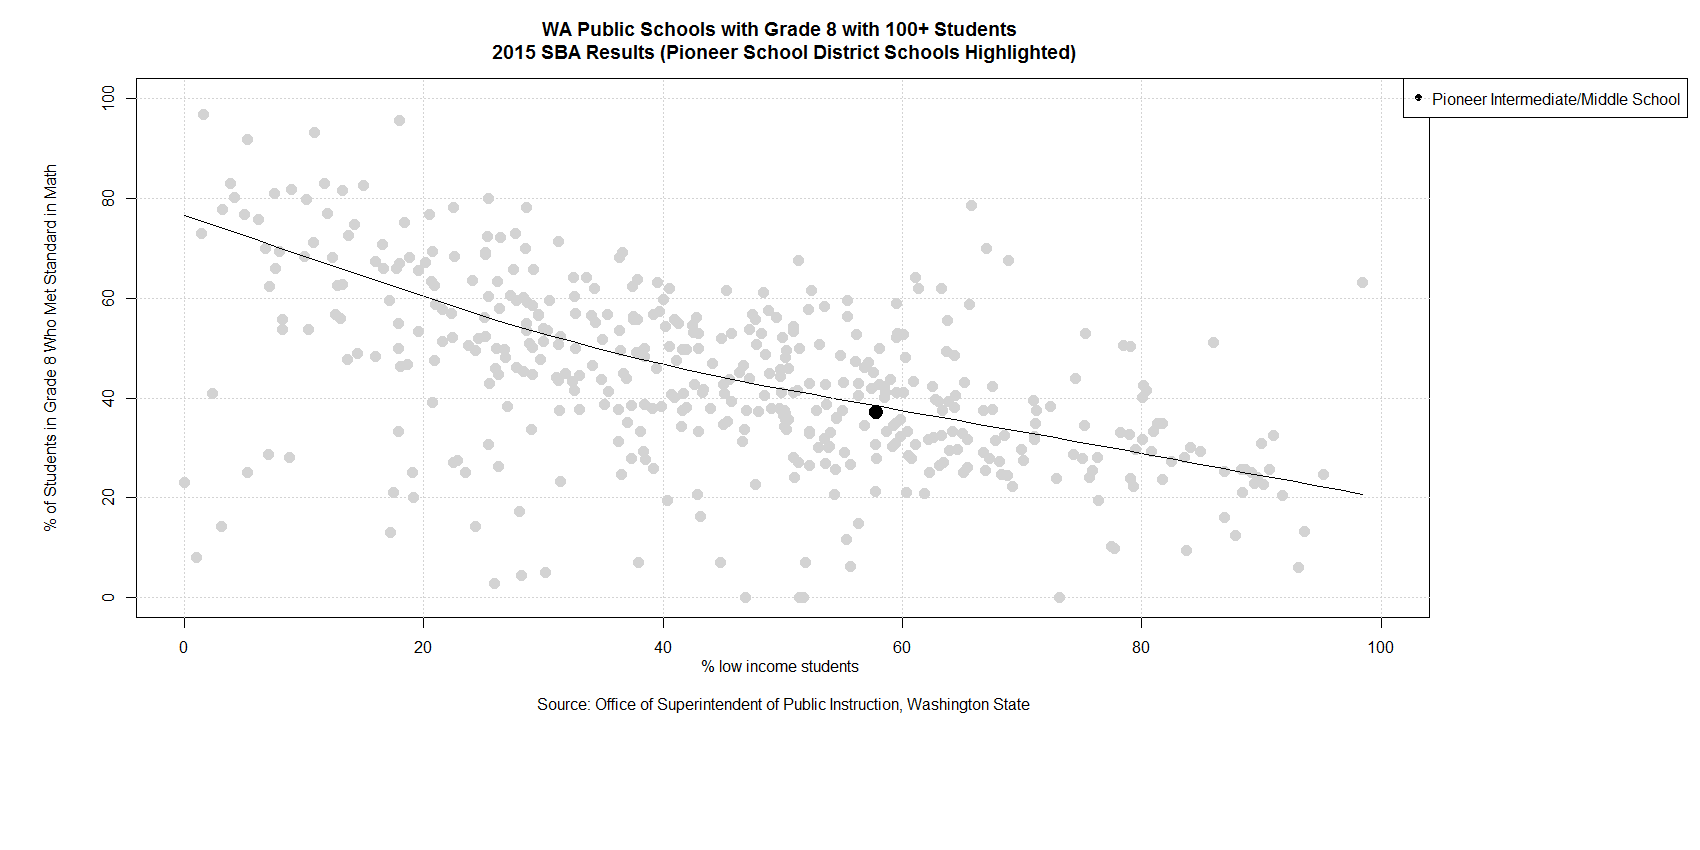 WA Public Schools with Grade 8 with 100+ Students
2015 SBA Results (Pioneer School District Schools Highlighted)
Pioneer Intermediate/Middle School
% of Students in Grade 8 Who Met Standard in Math
100
80
60
40
20
0
0 20 40 60 80 100
% low income students
Source: Office of Superintendent of Public Instruction, Washington State